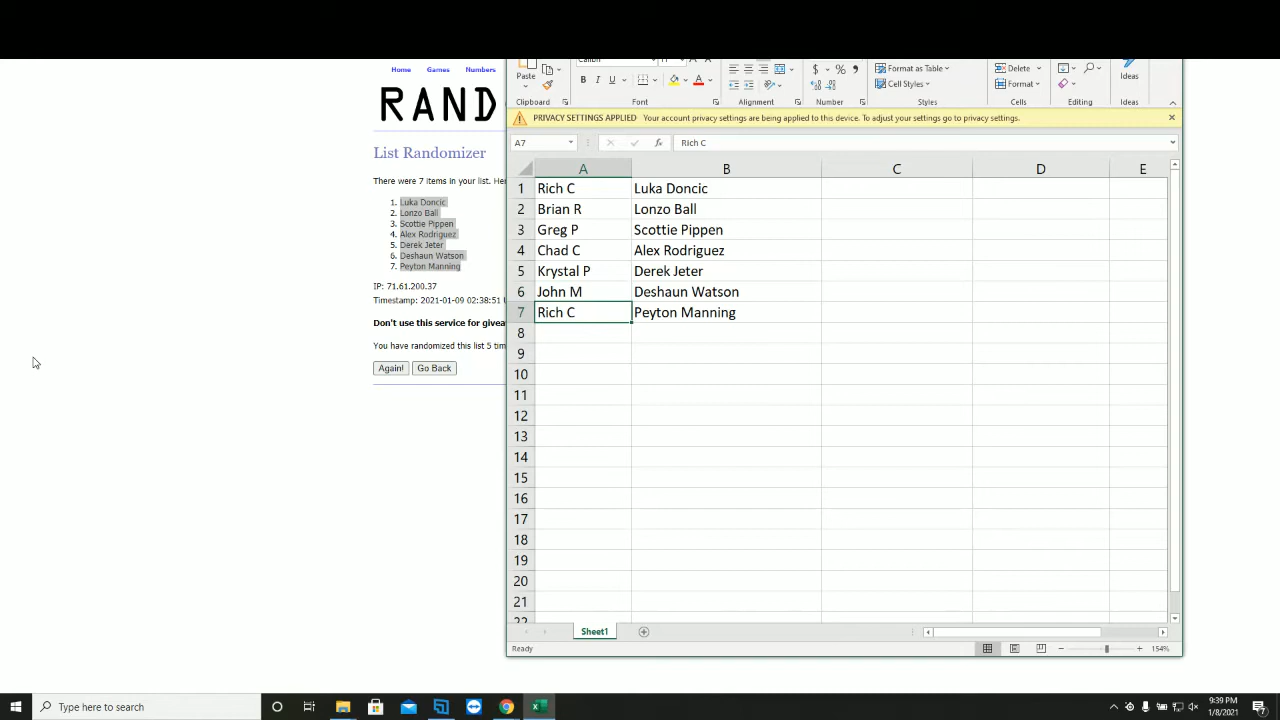 Home Games Numbers
RAND
List Randomizer
There were 7 items in your list. Her
1. Luka Doncic
2. Lonzo Ball
3. Scottie Pippen
4. Alex Rodriguez
5. Derek Jeter
6. Deshaun Watson
7. Peyton Manning
IP: 71.61.200.37
Timestamp: 2021-01-09 02:38:51
Don't use this service for givea
You have randomized this list 5 tim
Again! Go Back
Paste
B I U
$ % 9
Format as Table
Cell Styles
Delete
Format
Ideas
Clipboard Font Alignment Number Styles Cells Editing Ideas
PRIVACY SETTINGS APPLIED Your account privacy settings are being applied to this device. To adjust your settings go to privacy settings.
A7 fx Rich C
A B C D E
1 Rich C Luka Doncic
2 Brian R Lonzo Ball
3 Greg P Scottie Pippen
4 Chad C Alex Rodriguez
5 Krystal P Derek Jeter
6 John M Deshaun Watson
7 Rich C Peyton Manning
8
9
10
11
12
13
14
15
16
17
18
19
20
21
22
Sheet1
Ready 154%
Type here to search
9:39 PM
1/8/2021
7